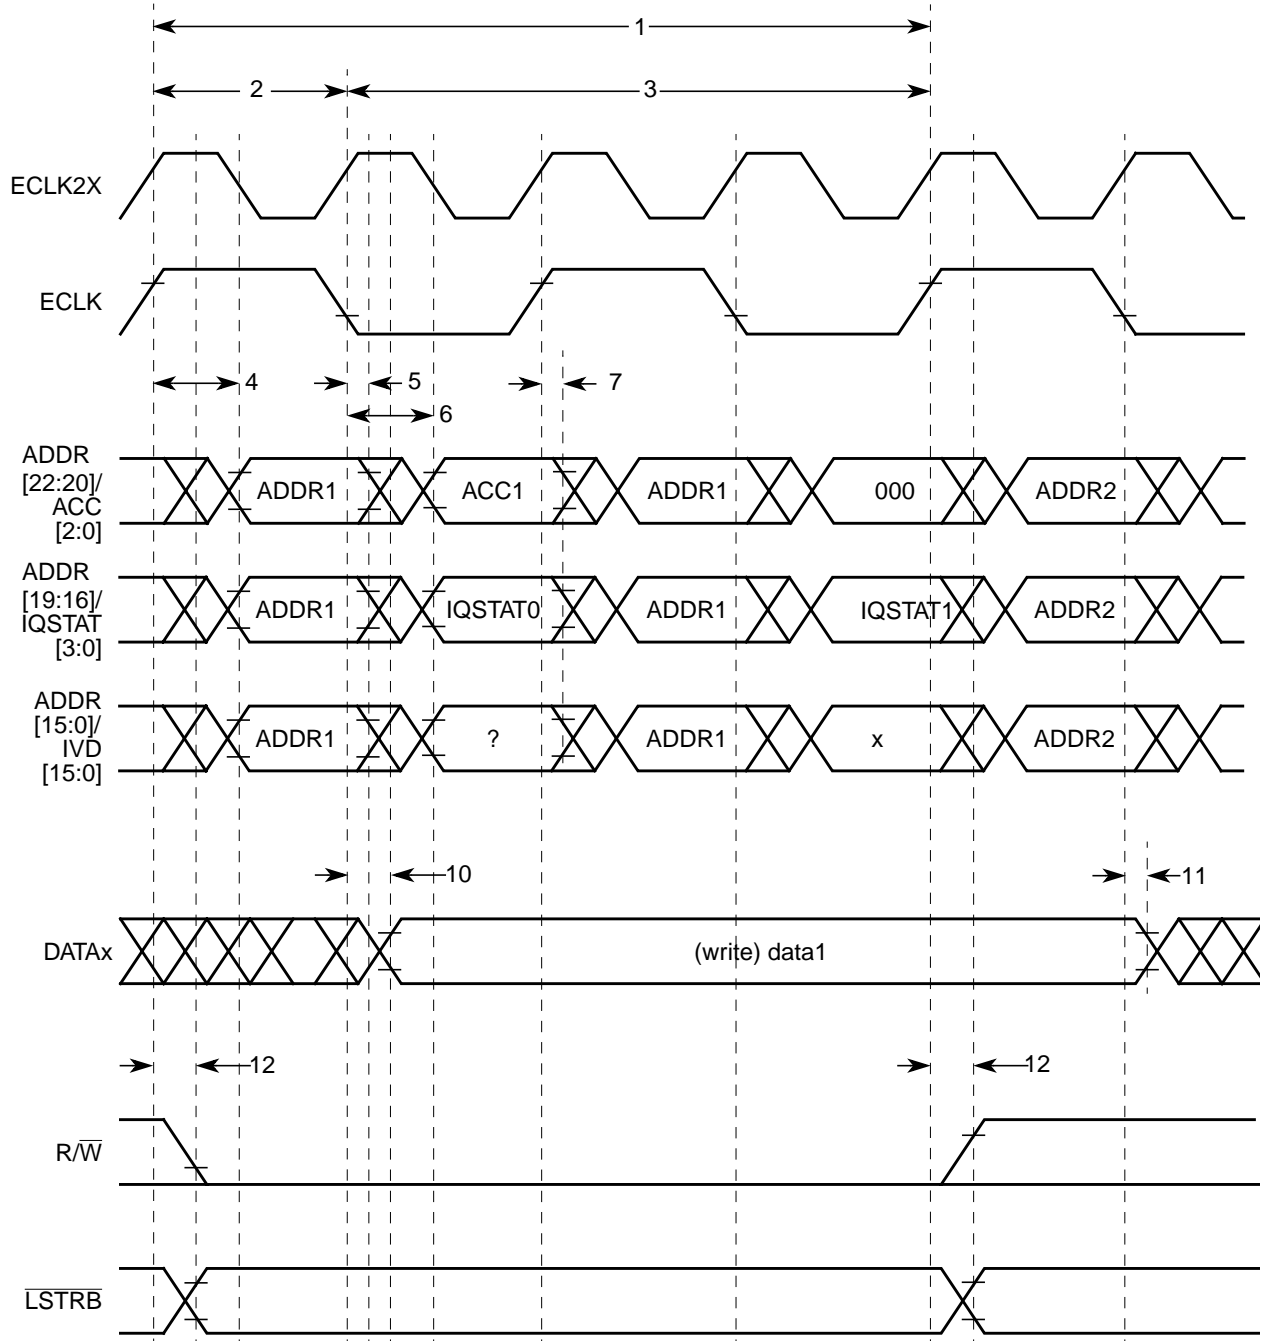 1
2
3
ECLK2X
ECLK
4
5
7
6
ADDR
[22:20]/
ACC
[2:0]
ADDR1
ACC1
ADDR1
000
ADDR2
ADDR
[19:16]/
IQSTAT
[3:0]
ADDR1
IQSTAT0
ADDR1
IQSTAT1
ADDR2
ADDR
[15:0]/
IVD
[15:0]
ADDR1
?
ADDR1
x
ADDR2
10
11
DATAx
(write) data1
12
12
R/W̅
L̅S̅T̅R̅B̅